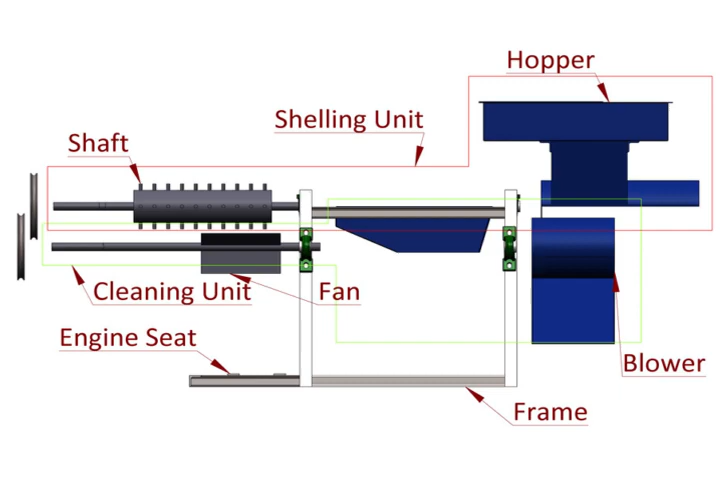 Hopper
Shelling Unit
Shaft
Cleaning Unit
Fan
Engine Seat
Blower
Frame